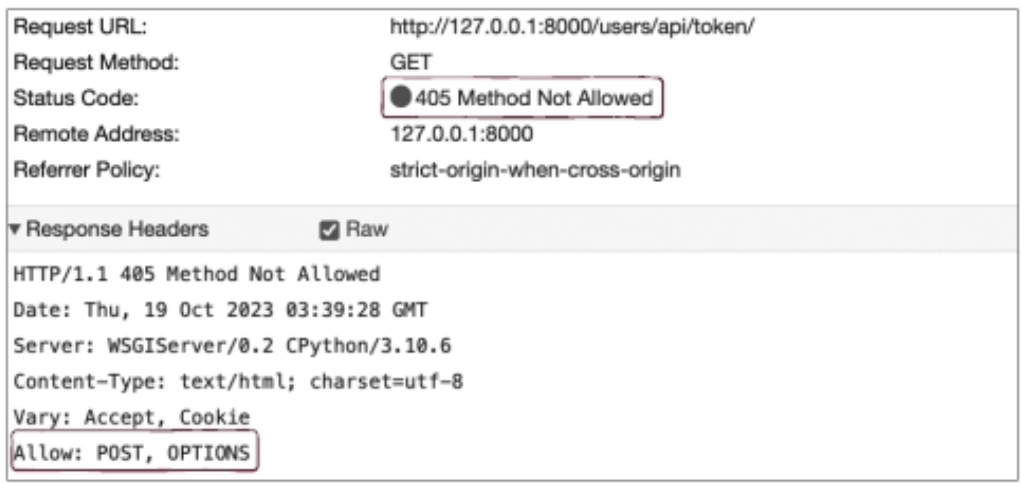 Request URL: http://127.0.0.1:8000/users/api/token/
Request Method: GET
Status Code: 405 Method Not Allowed
Remote Address: 127.0.0.1:8000
Referrer Policy: strict-origin-when-cross-origin
Response Headers Raw
HTTP/1.1 405 Method Not Allowed
Date: Thu, 19 Oct 2023 03:39:28 GMT
Server: WSGIServer/0.2 CPython/3.10.6
Content-Type: text/html; charset=utf-8
Vary: Accept, Cookie
Allow: POST, OPTIONS